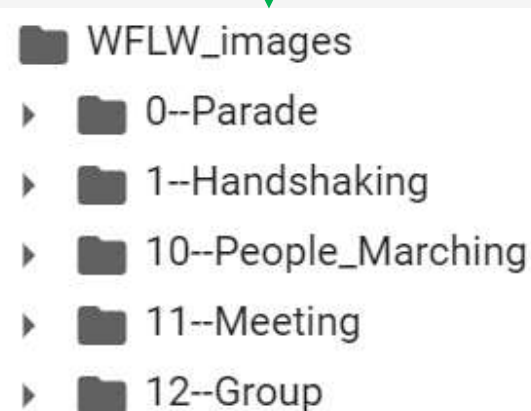 WFLW_images
0--Parade
1--Handshaking
10--People_Marching
11--Meeting
12--Group